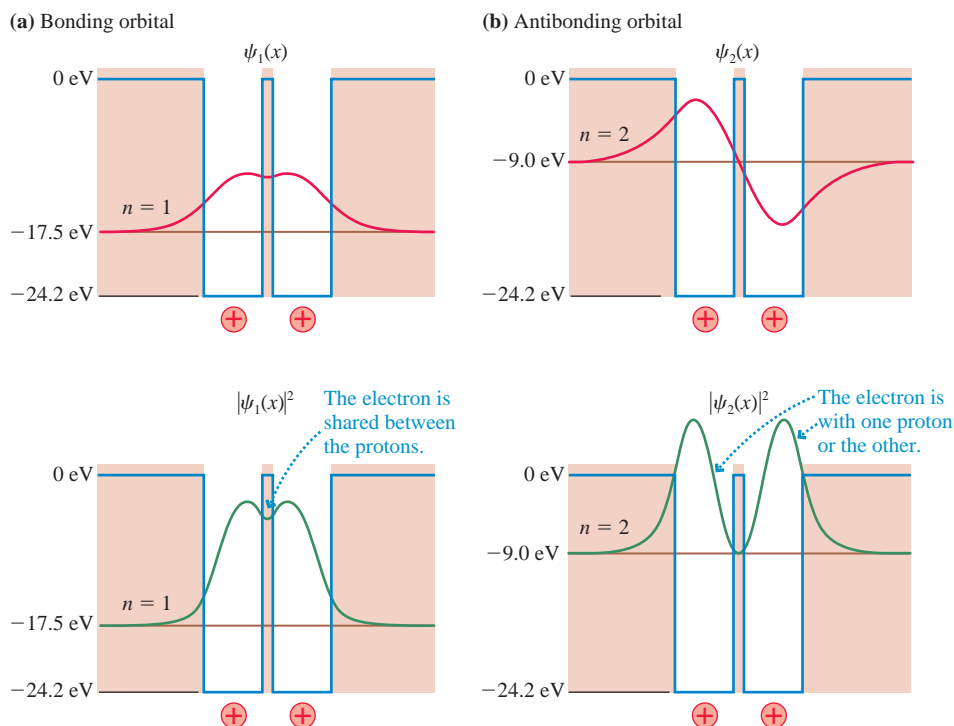 (a) Bonding orbital
ψ₁(x)
0 eV
n = 1
−17.5 eV
−24.2 eV
+ +
(b) Antibonding orbital
ψ₂(x)
0 eV
n = 2
−9.0 eV
−24.2 eV
+ +
|ψ₁(x)|²
The electron is
shared between
the protons.
0 eV
n = 1
−17.5 eV
−24.2 eV
+ +
|ψ₂(x)|²
The electron is
with one proton
or the other.
0 eV
n = 2
−9.0 eV
−24.2 eV
+ +